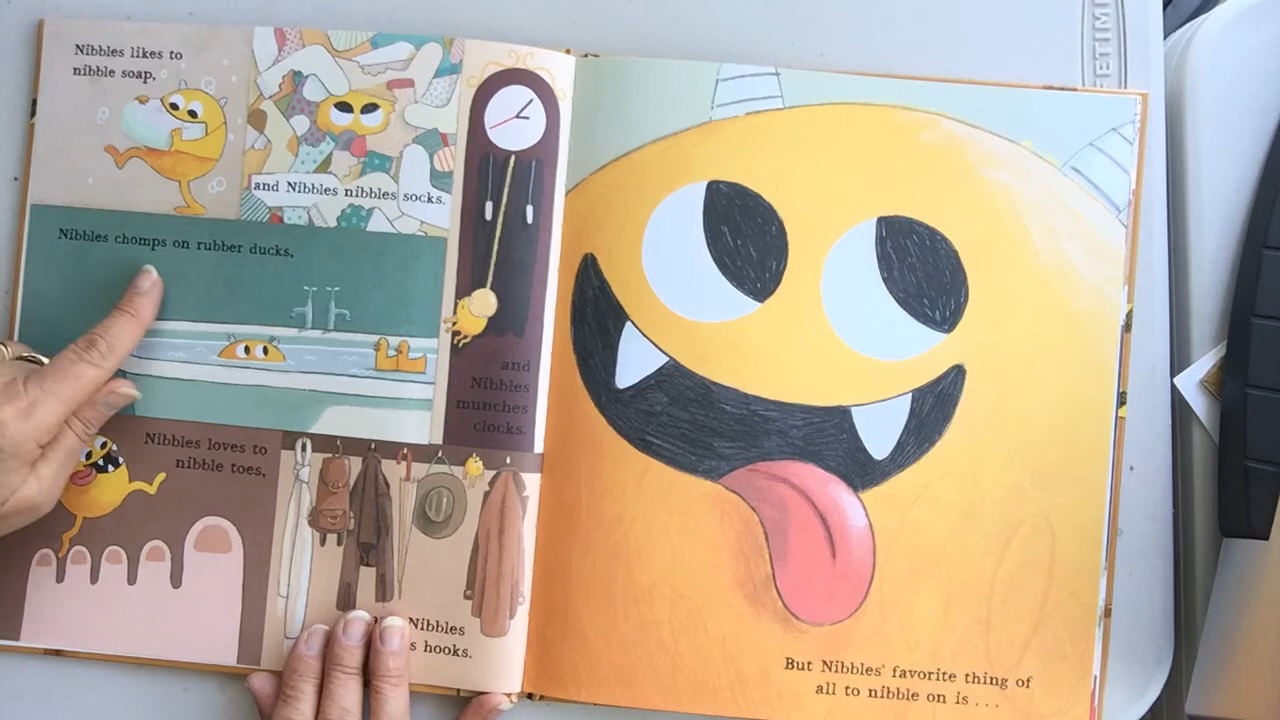 Nibbles likes to
nibble soap,
and Nibbles nibbles socks.
Nibbles chomps on rubber ducks,
and
Nibbles
munches
clocks.
Nibbles loves to
nibble toes,
Nibbles
hooks.
But Nibbles' favorite thing of
all to nibble on is . . .